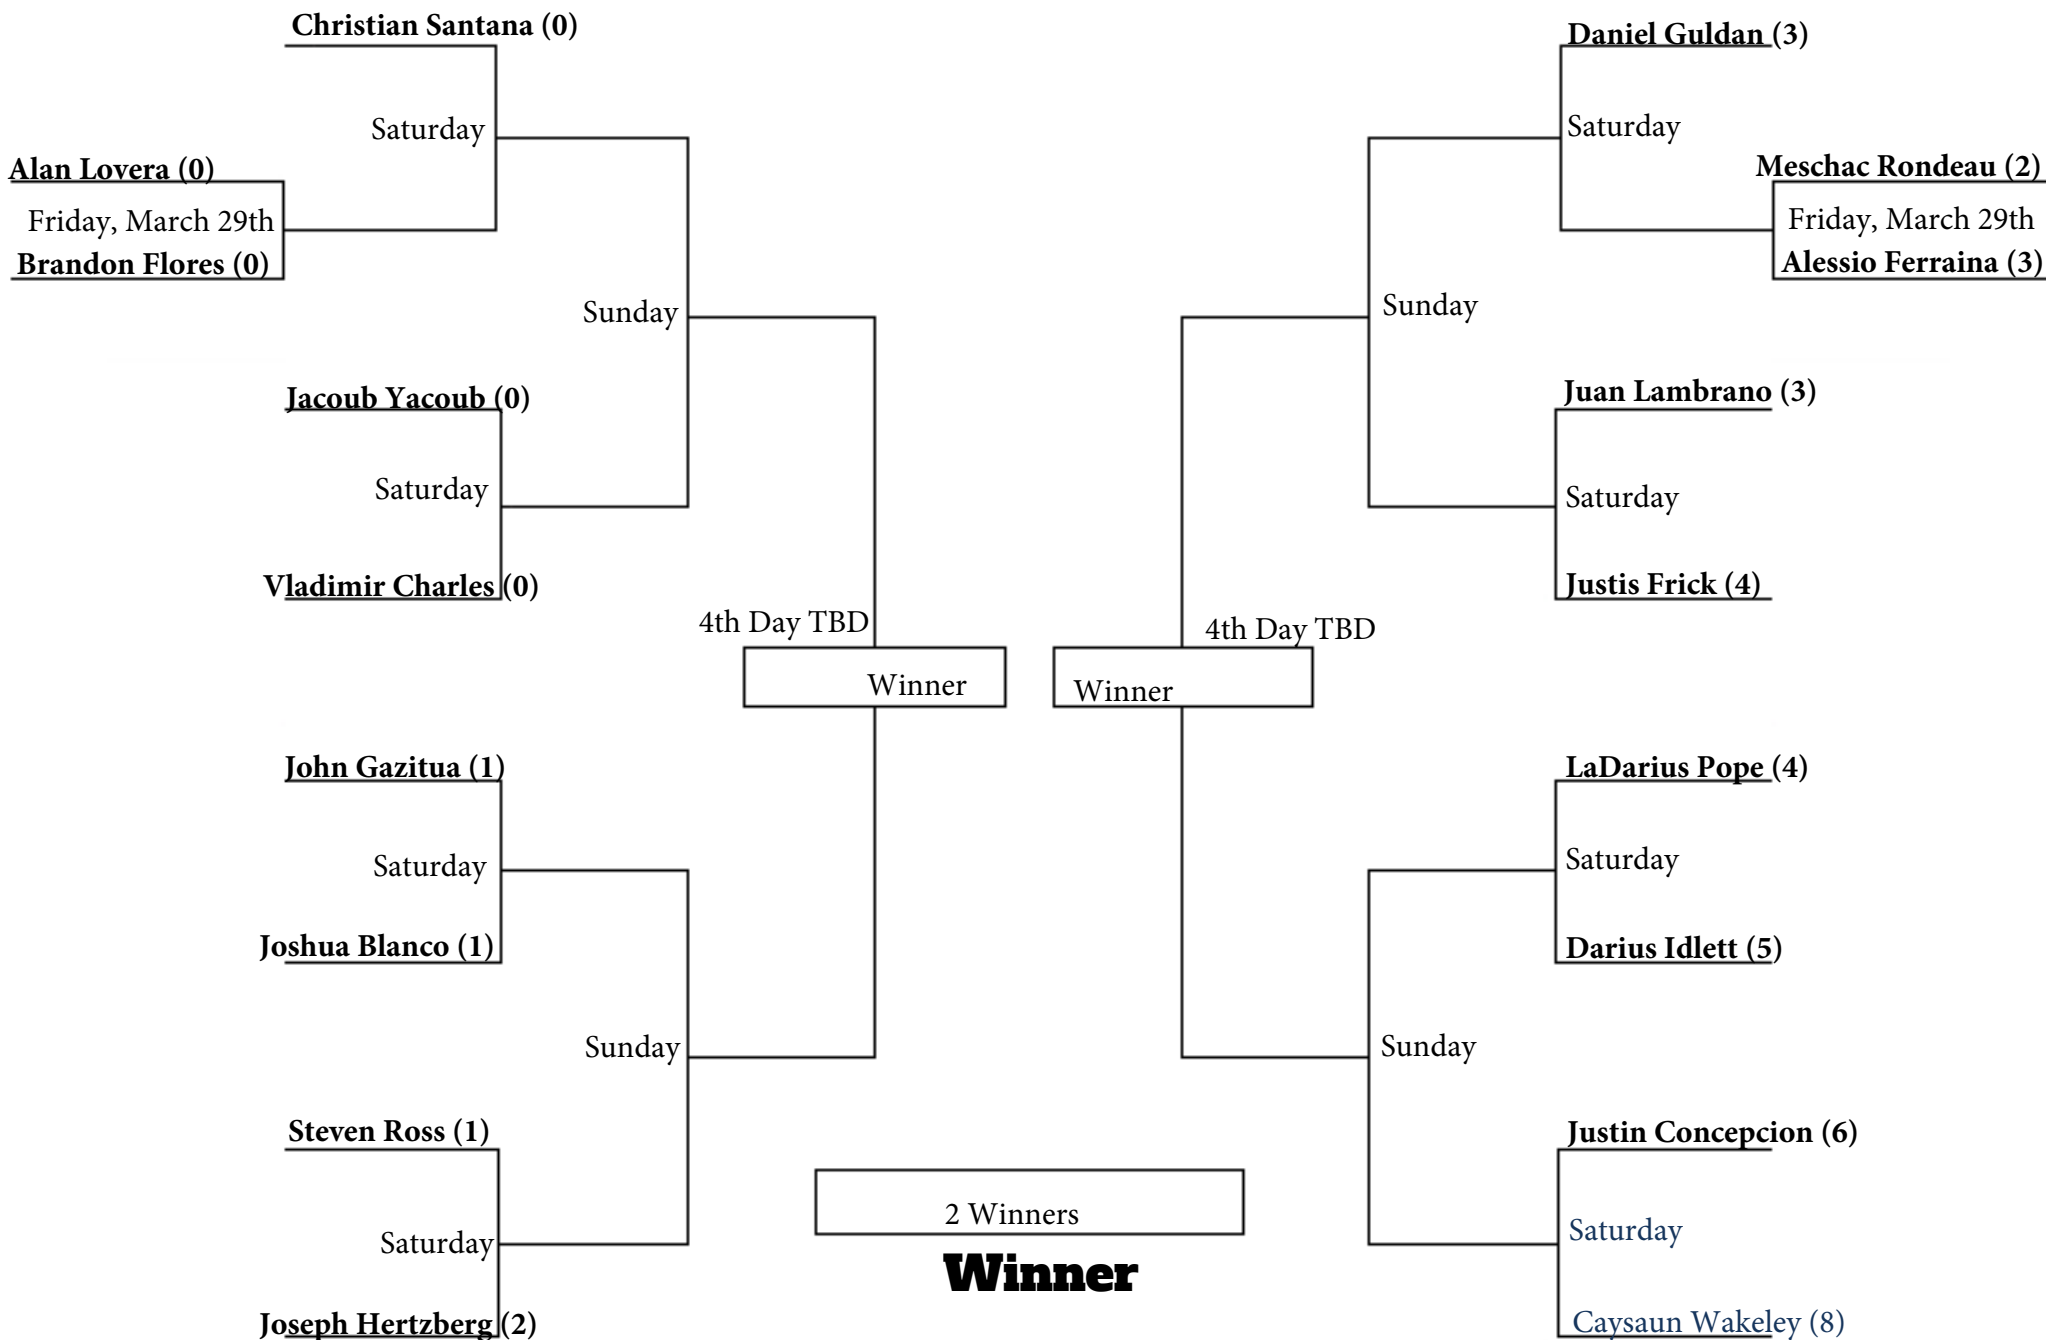 Christian Santana (0)
Saturday
Alan Lovera (0)
Friday, March 29th
Brandon Flores (0)
Sunday
Jacoub Yacoub (0)
Saturday
Vladimir Charles (0)
4th Day TBD
Winner
John Gazitua (1)
Saturday
Joshua Blanco (1)
Sunday
Steven Ross (1)
Saturday
Joseph Hertzberg (2)
Daniel Guldan (3)
Saturday
Meschac Rondeau (2)
Friday, March 29th
Alessio Ferraina (3)
Sunday
Juan Lambrano (3)
Saturday
Justis Frick (4)
4th Day TBD
Winner
LaDarius Pope (4)
Saturday
Darius Idlett (5)
Sunday
Justin Concepcion (6)
Saturday
Caysaun Wakeley (8)
2 Winners
Winner